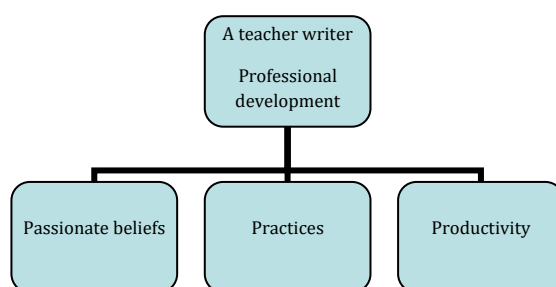 A teacher writer
Professional
development
Passionate beliefs
Practices
Productivity